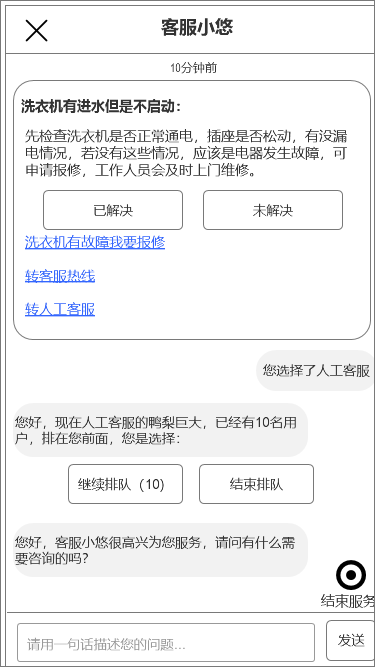 客服小悠
10分钟前
洗衣机有进水但是不启动：
先检查洗衣机是否正常通电，插座是否松动，有没漏
电情况，若没有这些情况，应该是电器发生故障，可
申请报修，工作人员会及时上门维修。
已解决
未解决
洗衣机有故障我要报修
转客服热线
转人工客服
您选择了人工客服
您好，现在人工客服的鸭梨巨大，已经有10名用
户，排在您前面，您是选择：
继续排队（10）
结束排队
您好，客服小悠很高兴为您服务，请问有什么需
要咨询的吗？
结束服务
请用一句话描述您的问题...
发送